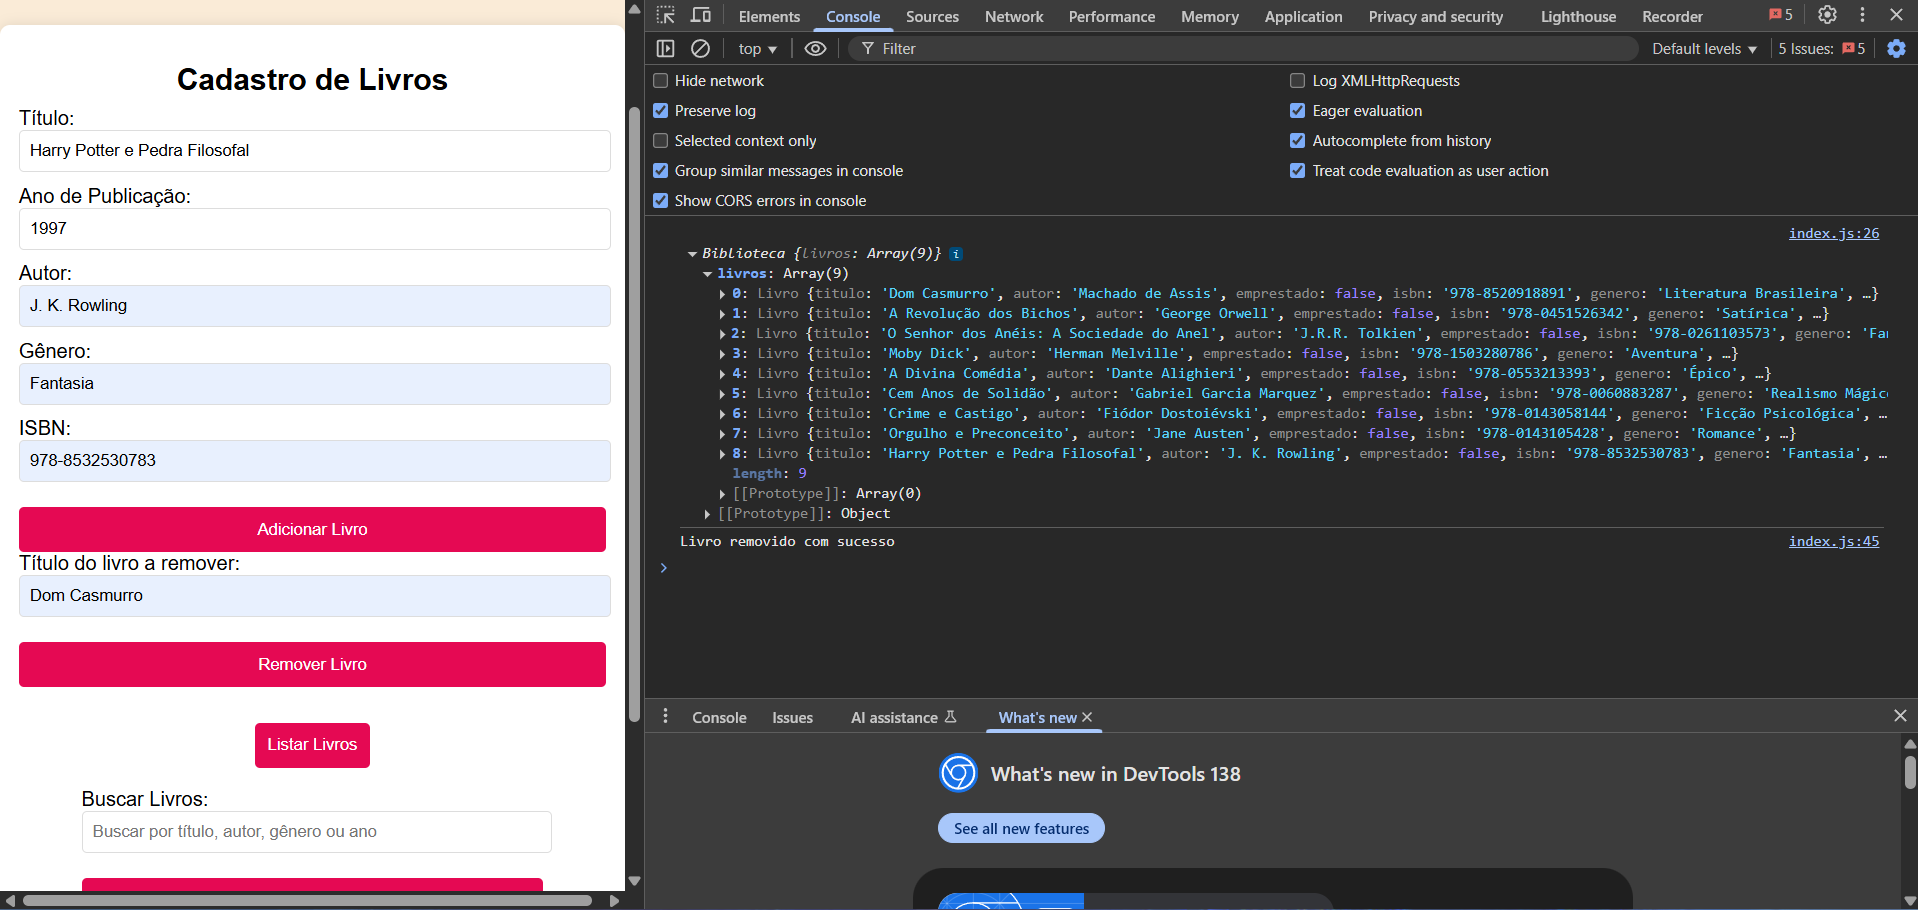 Cadastro de Livros
Título:
Harry Potter e Pedra Filosofal
Ano de Publicação:
1997
Autor:
J. K. Rowling
Gênero:
Fantasia
ISBN:
978-8532530783
Adicionar Livro
Título do livro a remover:
Dom Casmurro
Remover Livro
Listar Livros
Buscar Livros:
Buscar por título, autor, gênero ou ano
Elements Console Sources Network Performance Memory Application Privacy and security Lighthouse Recorder 5
top Filter Default levels 5 Issues: 5
Hide network Log XMLHttpRequests
Preserve log Eager evaluation
Selected context only Autocomplete from history
Group similar messages in console Treat code evaluation as user action
Show CORS errors in console
index.js:26
Biblioteca {livros: Array(9)} i
livros: Array(9)
0: Livro {titulo: 'Dom Casmurro', autor: 'Machado de Assis', emprestado: false, isbn: '978-8520918891', genero: 'Literatura Brasileira', …}
1: Livro {titulo: 'A Revolução dos Bichos', autor: 'George Orwell', emprestado: false, isbn: '978-0451526342', genero: 'Satírica', …}
2: Livro {titulo: 'O Senhor dos Anéis: A Sociedade do Anel', autor: 'J.R.R. Tolkien', emprestado: false, isbn: '978-0261103573', genero: 'Fan
3: Livro {titulo: 'Moby Dick', autor: 'Herman Melville', emprestado: false, isbn: '978-1503280786', genero: 'Aventura', …}
4: Livro {titulo: 'A Divina Comédia', autor: 'Dante Alighieri', emprestado: false, isbn: '978-0553213393', genero: 'Épico', …}
5: Livro {titulo: 'Cem Anos de Solidão', autor: 'Gabriel Garcia Marquez', emprestado: false, isbn: '978-0060883287', genero: 'Realismo Mágico
6: Livro {titulo: 'Crime e Castigo', autor: 'Fiódor Dostoiévski', emprestado: false, isbn: '978-0143058144', genero: 'Ficção Psicológica', …
7: Livro {titulo: 'Orgulho e Preconceito', autor: 'Jane Austen', emprestado: false, isbn: '978-0143105428', genero: 'Romance', …}
8: Livro {titulo: 'Harry Potter e Pedra Filosofal', autor: 'J. K. Rowling', emprestado: false, isbn: '978-8532530783', genero: 'Fantasia', …
length: 9
[[Prototype]]: Array(0)
[[Prototype]]: Object
Livro removido com sucesso index.js:45
Console Issues AI assistance What's new
What's new in DevTools 138
See all new features